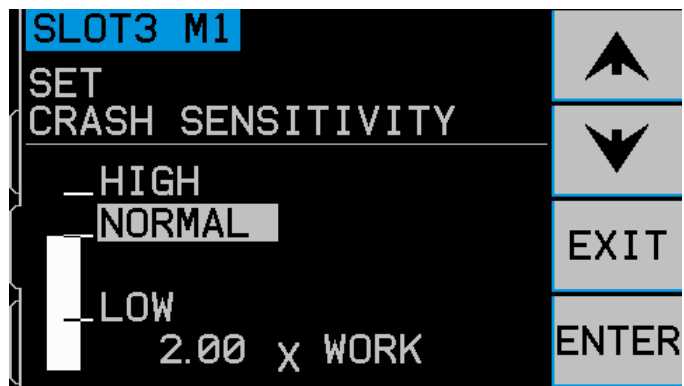 SLOT3 M1
SET
CRASH SENSITIVITY
HIGH
NORMAL
LOW
2.00 X WORK
EXIT
ENTER